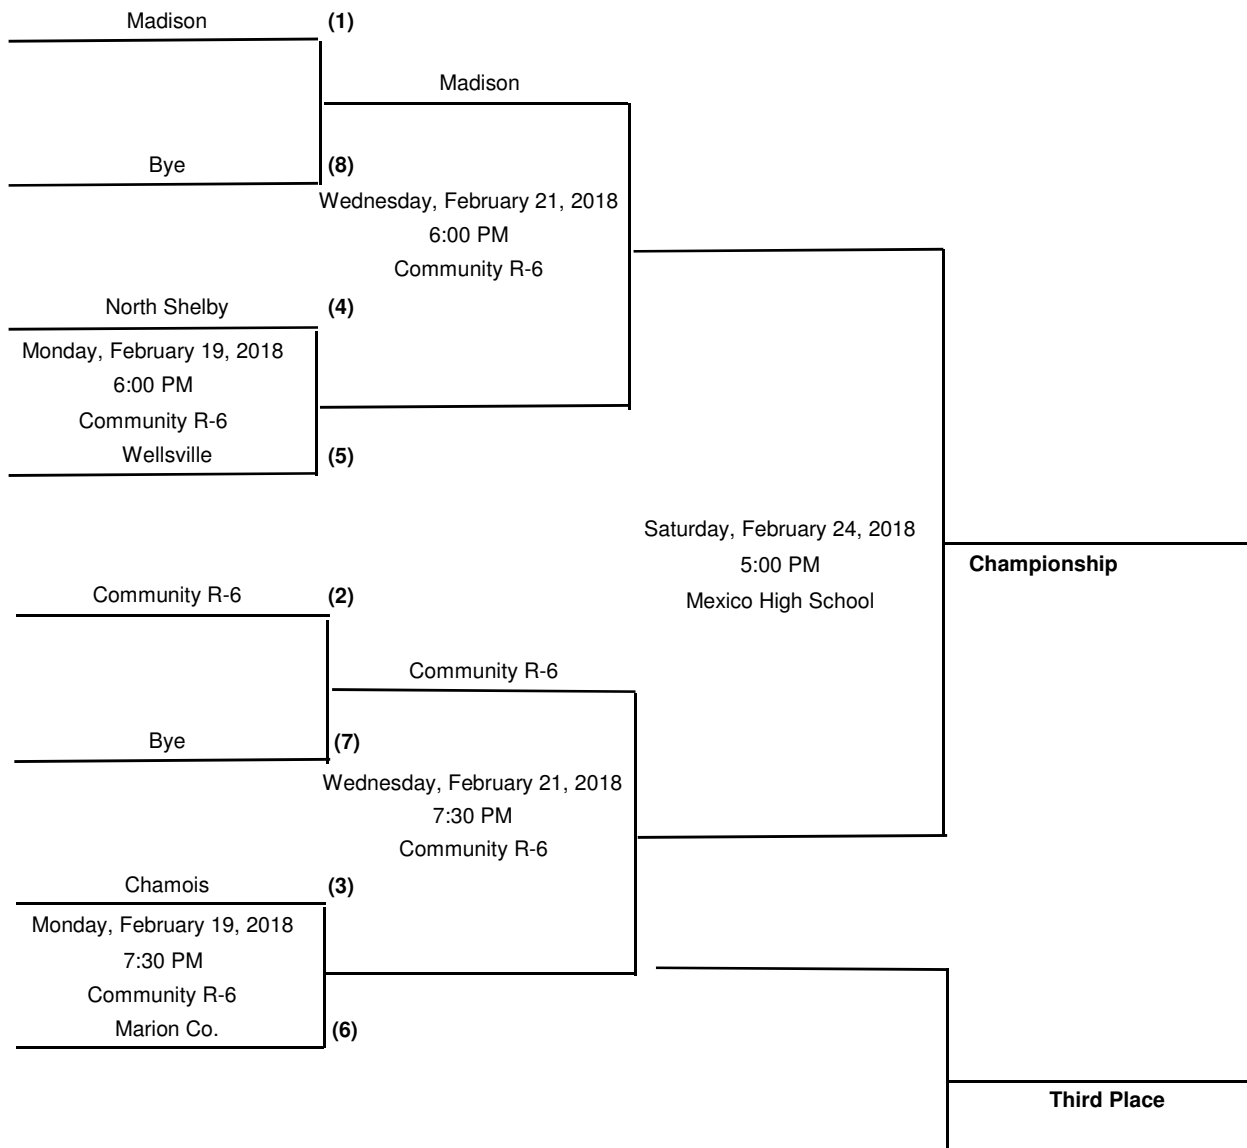 Madison (1)
Madison
Bye (8)
Wednesday, February 21, 2018
6:00 PM
Community R-6
North Shelby (4)
Monday, February 19, 2018
6:00 PM
Community R-6
Wellsville (5)
Saturday, February 24, 2018
5:00 PM
Mexico High School
Championship
Community R-6 (2)
Community R-6
Bye (7)
Wednesday, February 21, 2018
7:30 PM
Community R-6
Chamois (3)
Monday, February 19, 2018
7:30 PM
Community R-6
Marion Co. (6)
Third Place